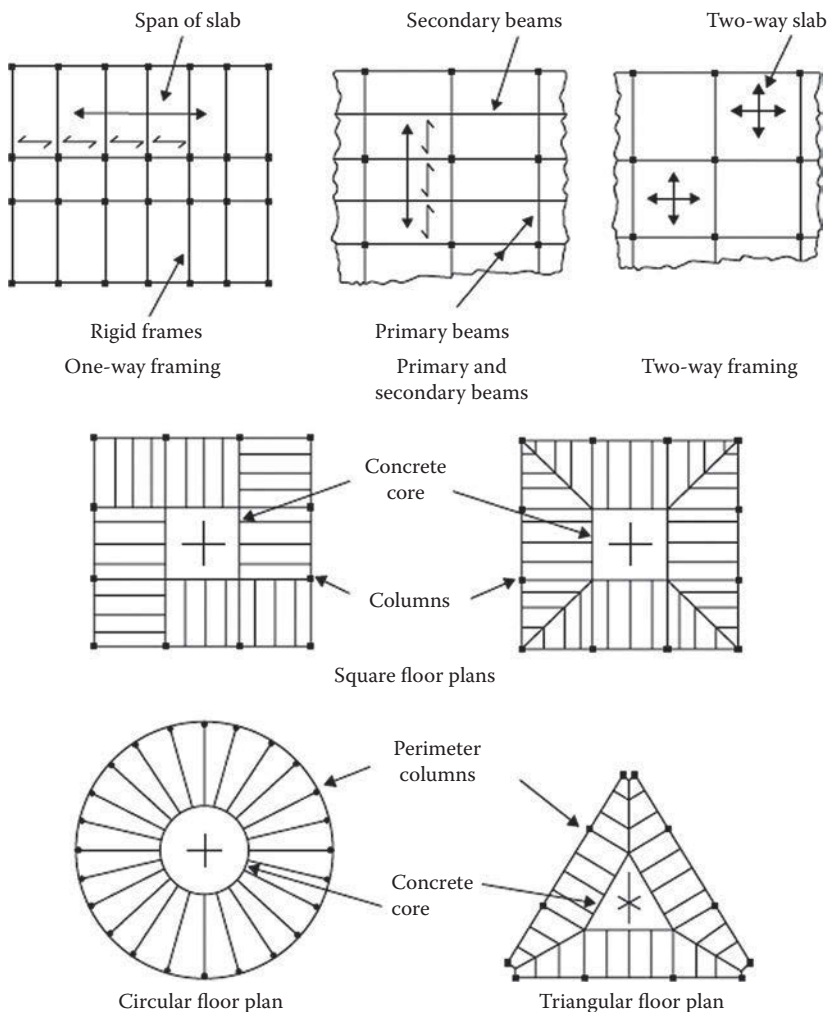 Span of slab
Secondary beams
Two-way slab
Rigid frames
Primary beams
One-way framing
Primary and
secondary beams
Two-way framing
Concrete
core
Columns
Square floor plans
Perimeter
columns
Concrete
core
Circular floor plan
Triangular floor plan